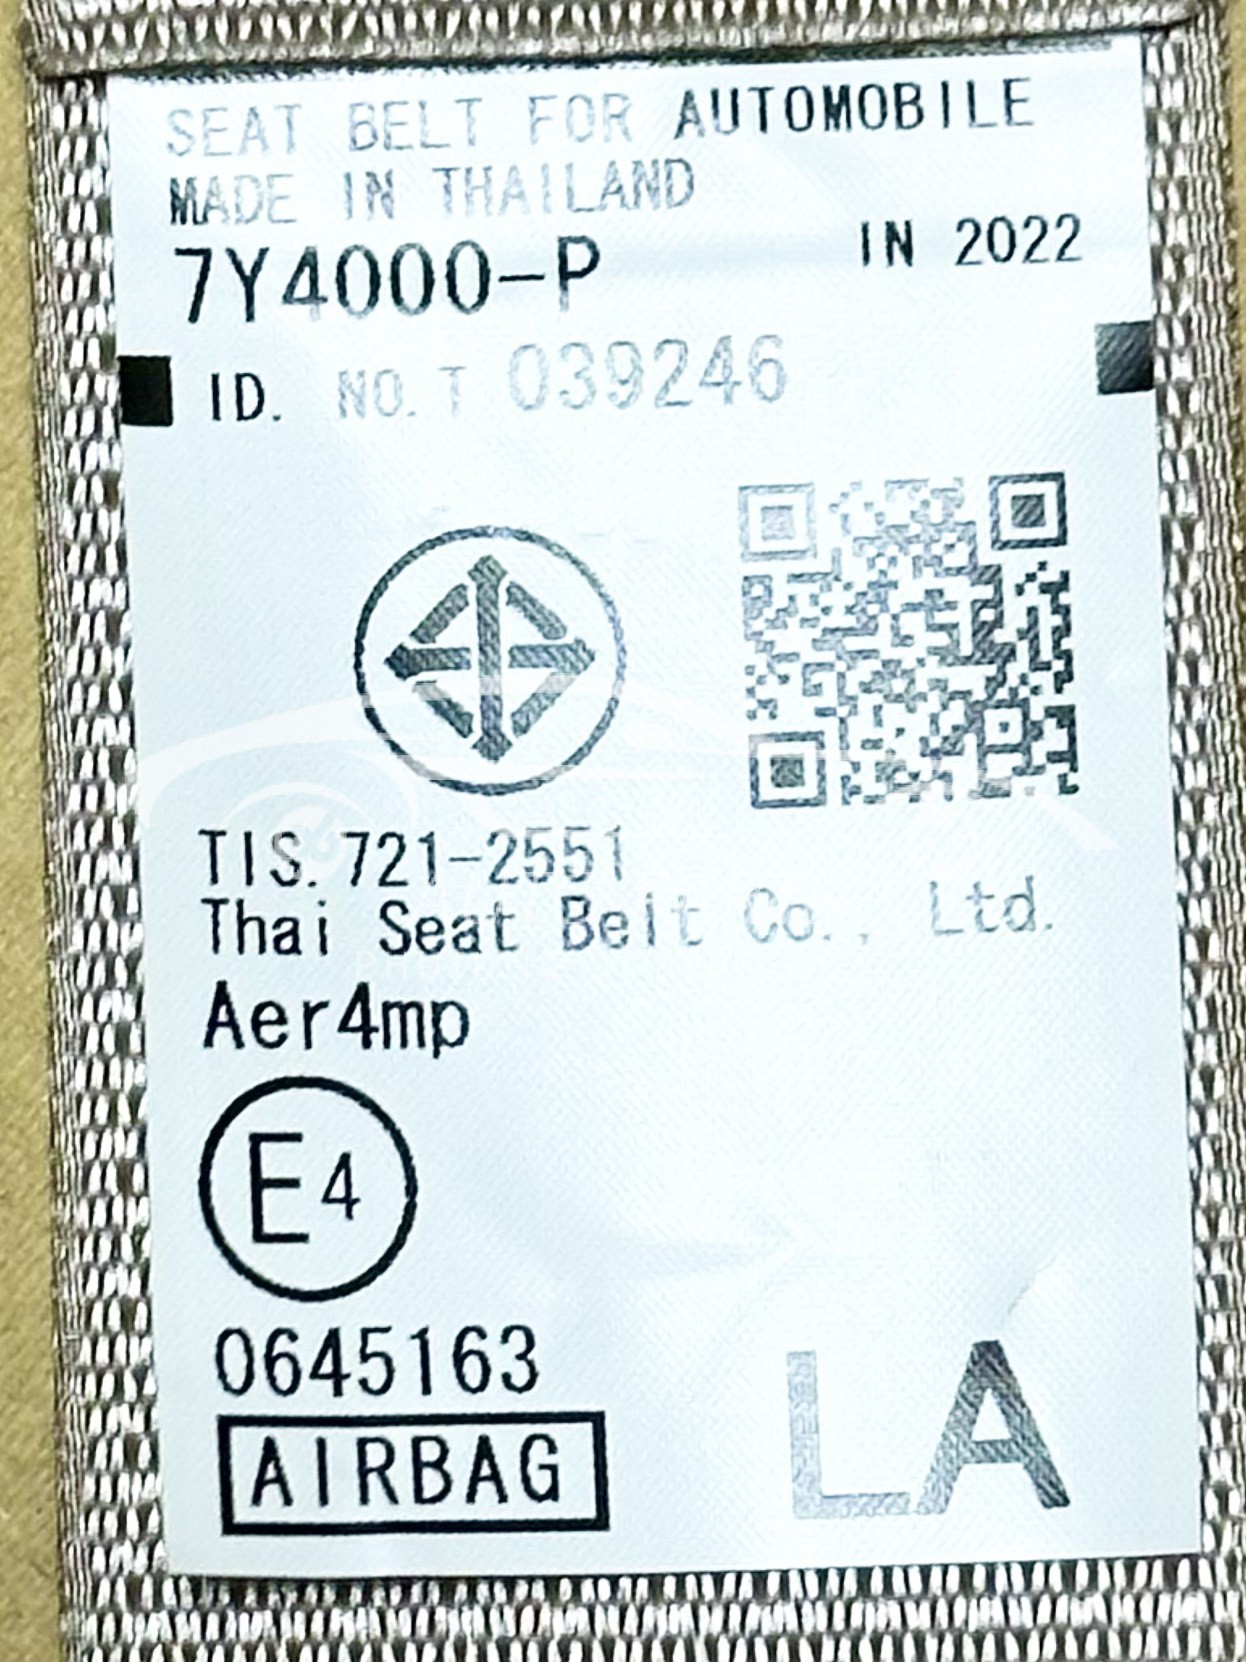 SEAT BELT FOR AUTOMOBILE
MADE IN THAILAND
7Y4000-P IN 2022
ID. NO. T 039246
TIS. 721-2551
Thai Seat Belt Co., Ltd.
Aer4mp
E4
0645163
AIRBAG
LA